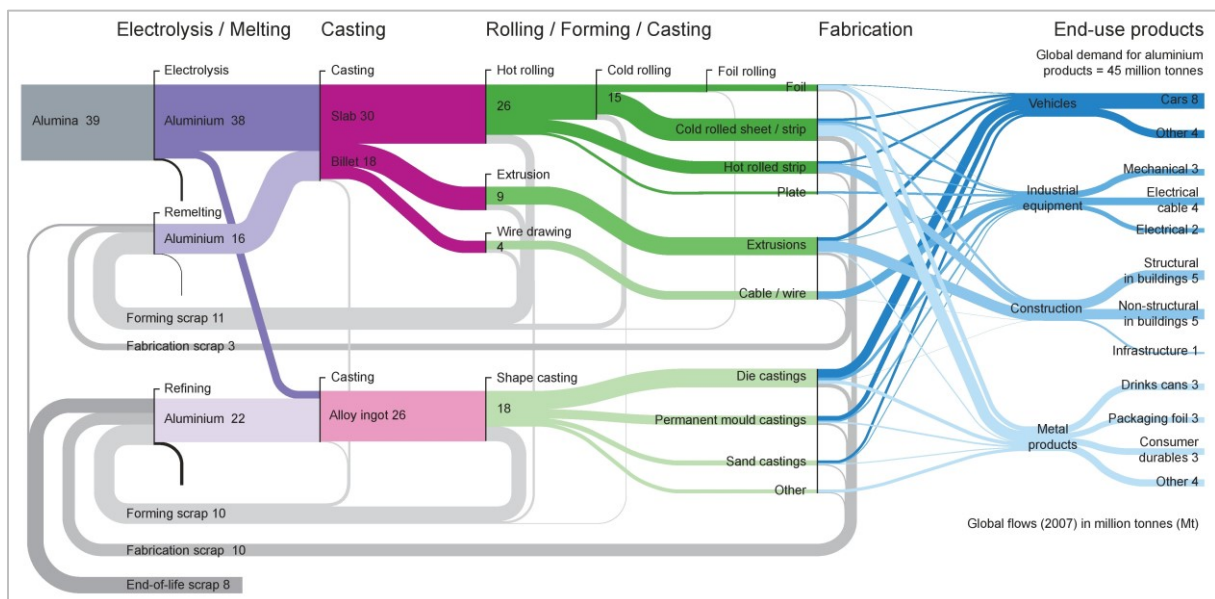 Electrolysis / Melting
Casting
Rolling / Forming / Casting
Fabrication
End-use products
Global demand for aluminium
products = 45 million tonnes
Electrolysis
Casting
Hot rolling
Cold rolling
Foil rolling
Alumina 39
Aluminium 38
Slab 30
Billet 18
26
15
Foil
Cold rolled sheet / strip
Hot rolled strip
Plate
Vehicles
Cars 8
Other 4
Extrusion
9
Wire drawing
4
Extrusions
Cable / wire
Industrial
equipment
Mechanical 3
Electrical
cable 4
Electrical 2
Remelting
Aluminium 16
Forming scrap 11
Fabrication scrap 3
Construction
Structural
in buildings 5
Non-structural
in buildings 5
Infrastructure 1
Refining
Aluminium 22
Casting
Alloy ingot 26
Shape casting
18
Die castings
Permanent mould castings
Sand castings
Other
Metal
products
Drinks cans 3
Packaging foil 3
Consumer
durables 3
Other 4
Forming scrap 10
Fabrication scrap 10
End-of-life scrap 8
Global flows (2007) in million tonnes (Mt)